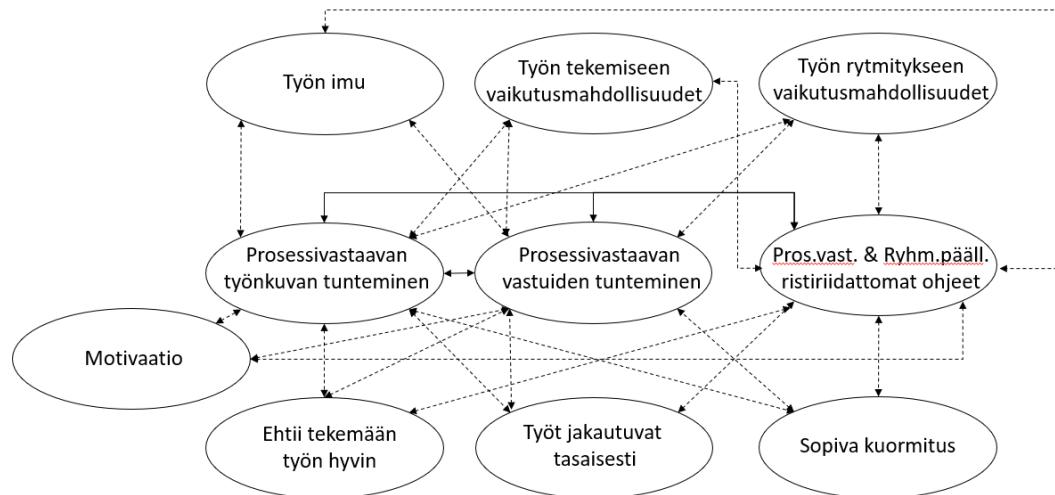 Työn imu
Työn tekemiseen
vaikutusmahdollisuudet
Työn rytmitykseen
vaikutusmahdollisuudet
Prosessivastaavan
työnkuvan tunteminen
Prosessivastaavan
vastuiden tunteminen
Pros.vast. & Ryhm.pääll.
ristiriidattomat ohjeet
Motivaatio
Ehtii tekemään
työn hyvin
Työt jakautuvat
tasaisesti
Sopiva kuormitus